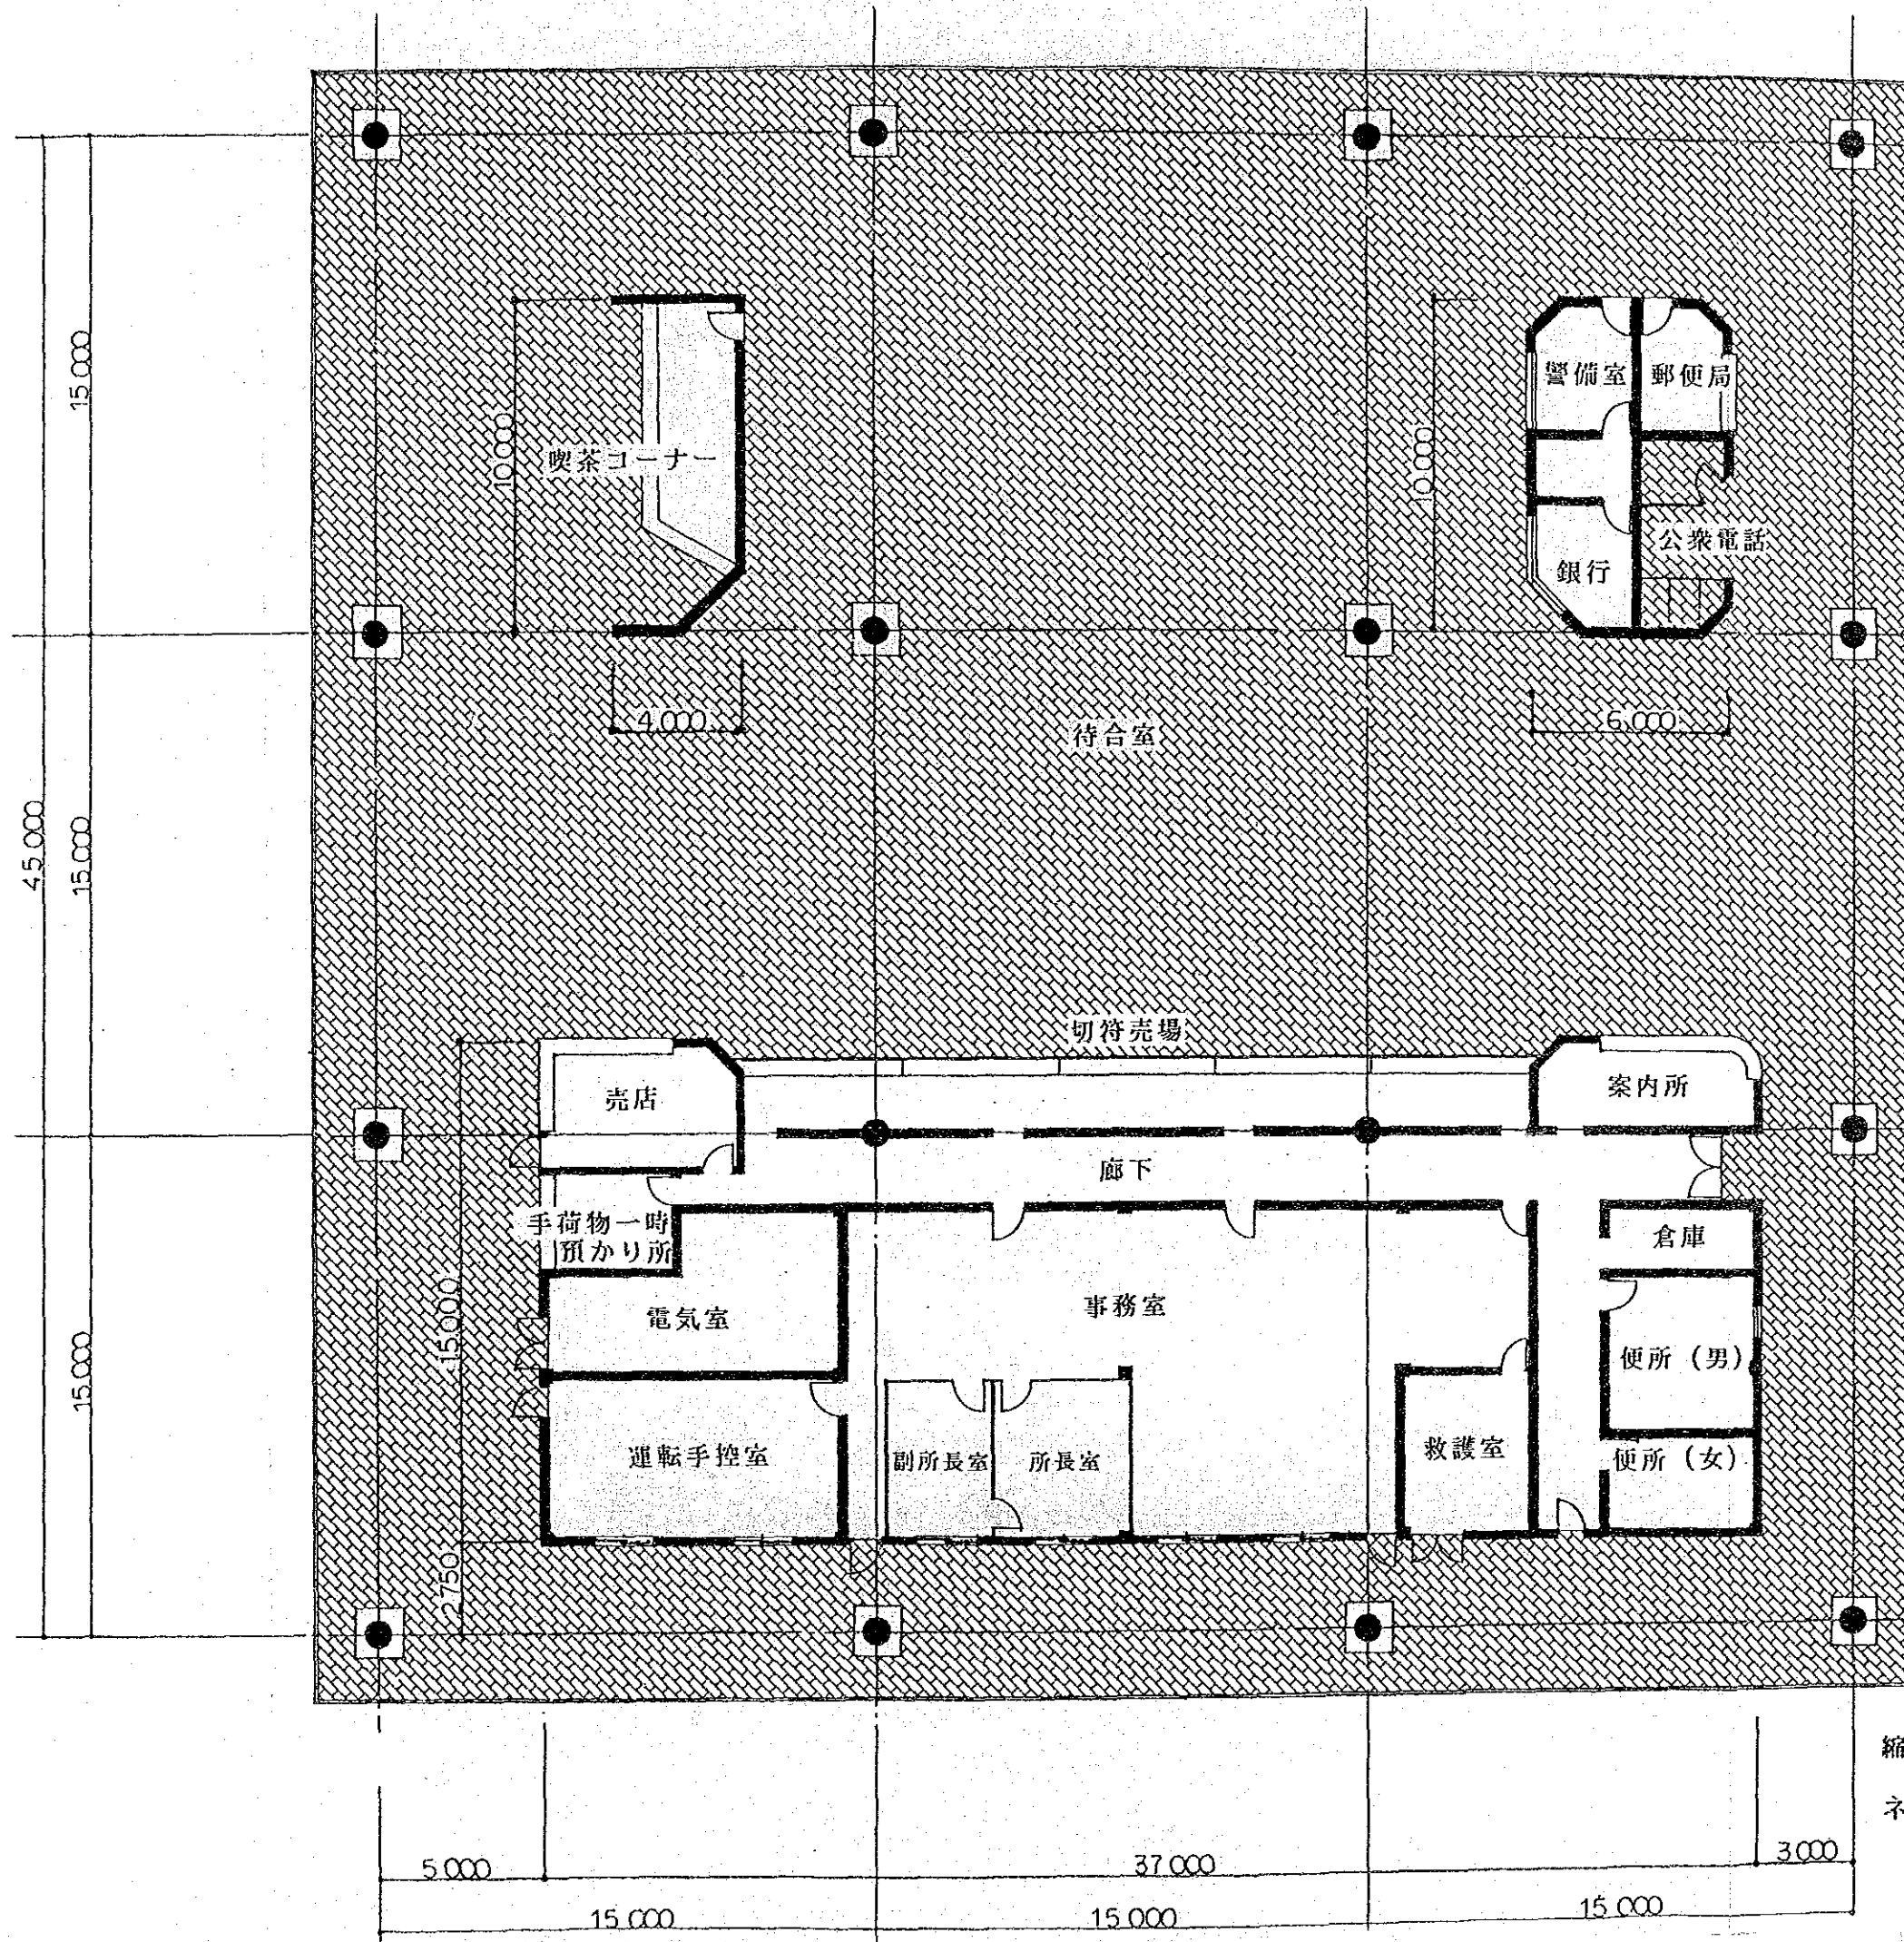 15 000
10 000
喫茶コーナー
警備室
郵便局
10 000
公衆電話
銀行
4 000
6 000
待合室
45 000
15 000
切符売場
売店
案内所
廊下
手荷物一時
預かり所
倉庫
電気室
事務室
15 000
15 000
便所（男）
運転手控室
副所長室
所長室
救護室
便所（女）
2 750
縮
ネ
5 000
37 000
3 000
15 000
15 000
15 000